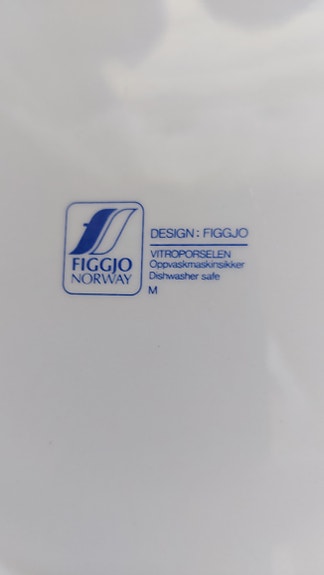 FIGGJO
NORWAY
DESIGN: FIGGJO
VITROPORSELEN
Oppvaskmaskinsikker
Dishwasher safe
M